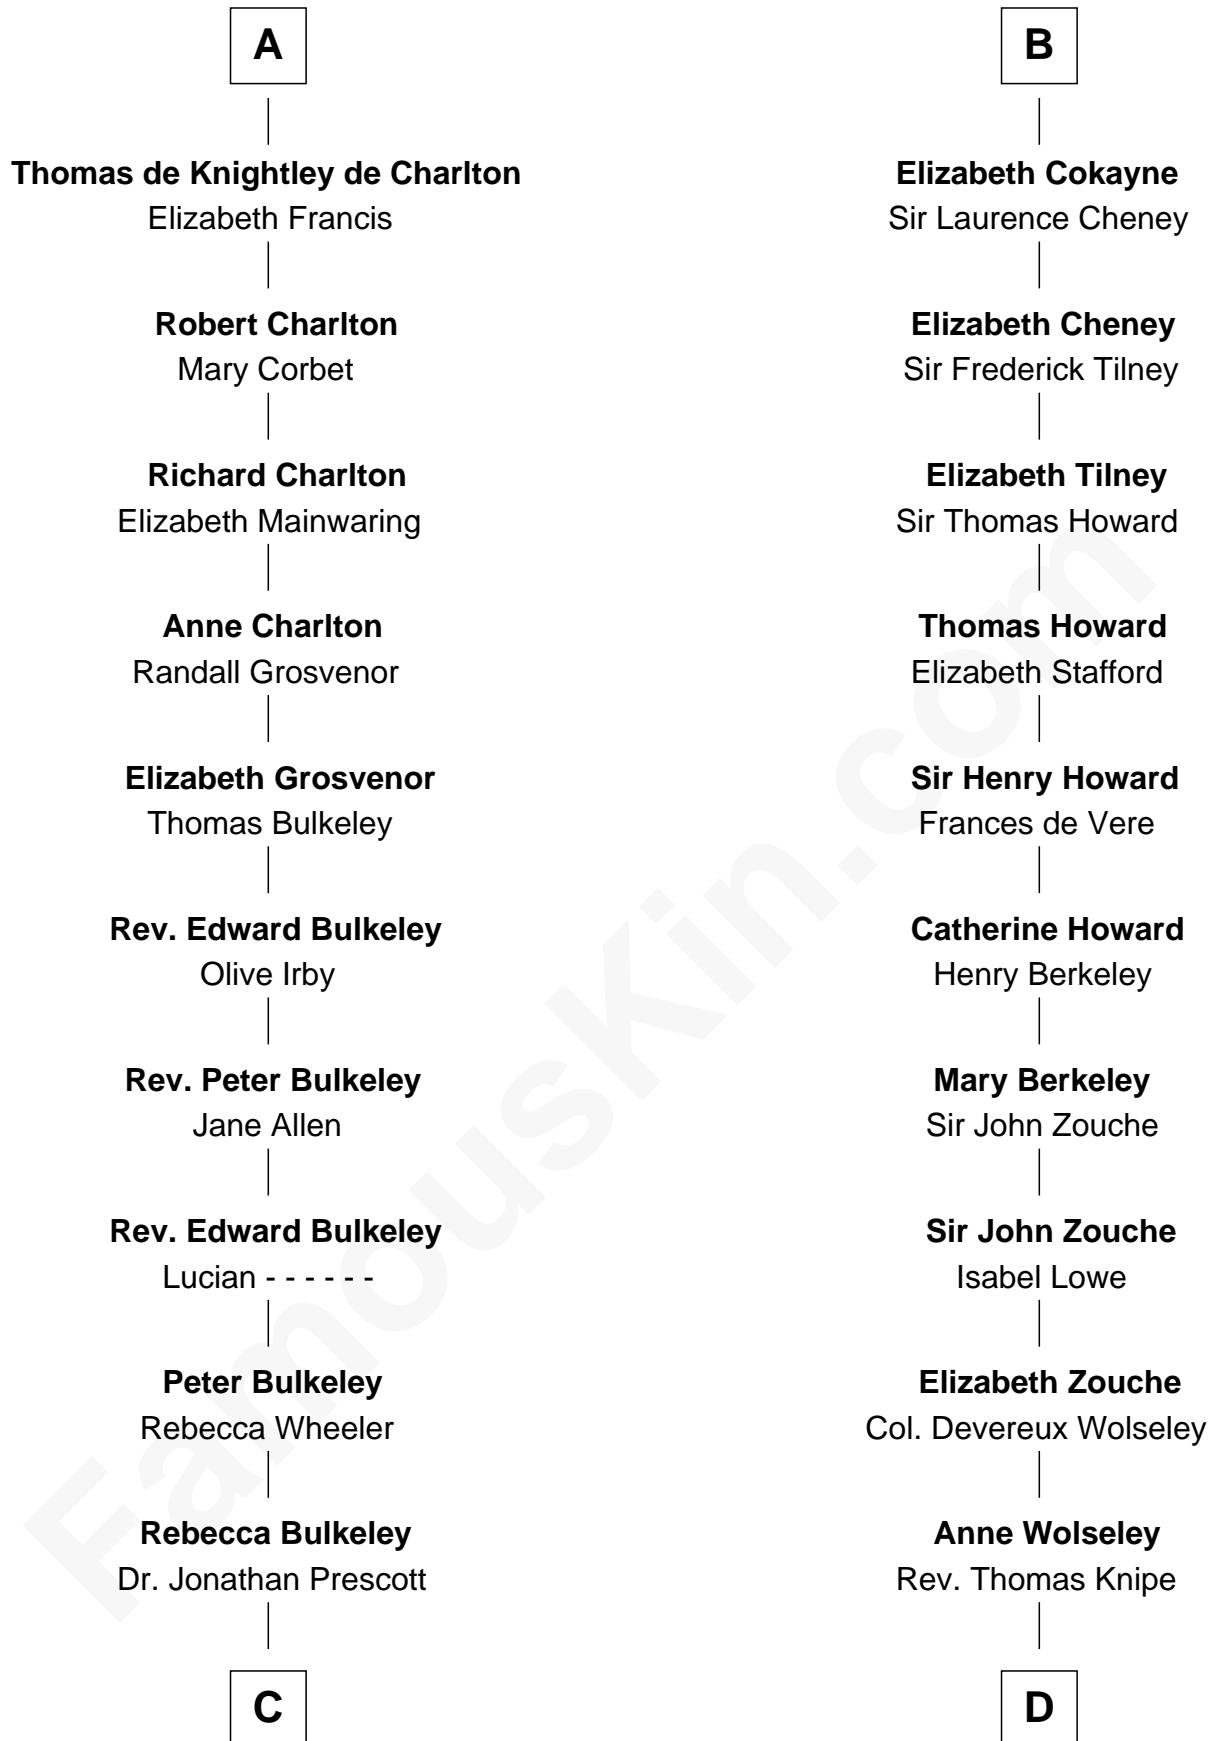 A
Thomas de Knightley de Charlton
Elizabeth Francis
Robert Charlton
Mary Corbet
Richard Charlton
Elizabeth Mainwaring
Anne Charlton
Randall Grosvenor
Elizabeth Grosvenor
Thomas Bulkeley
Rev. Edward Bulkeley
Olive Irby
Rev. Peter Bulkeley
Jane Allen
Rev. Edward Bulkeley
Lucian - - - - - -
Peter Bulkeley
Rebecca Wheeler
Rebecca Bulkeley
Dr. Jonathan Prescott
C
B
Elizabeth Cokayne
Sir Laurence Cheney
Elizabeth Cheney
Sir Frederick Tilney
Elizabeth Tilney
Sir Thomas Howard
Thomas Howard
Elizabeth Stafford
Sir Henry Howard
Frances de Vere
Catherine Howard
Henry Berkeley
Mary Berkeley
Sir John Zouche
Sir John Zouche
Isabel Lowe
Elizabeth Zouche
Col. Devereux Wolseley
Anne Wolseley
Rev. Thomas Knipe
D
FamousKin.com